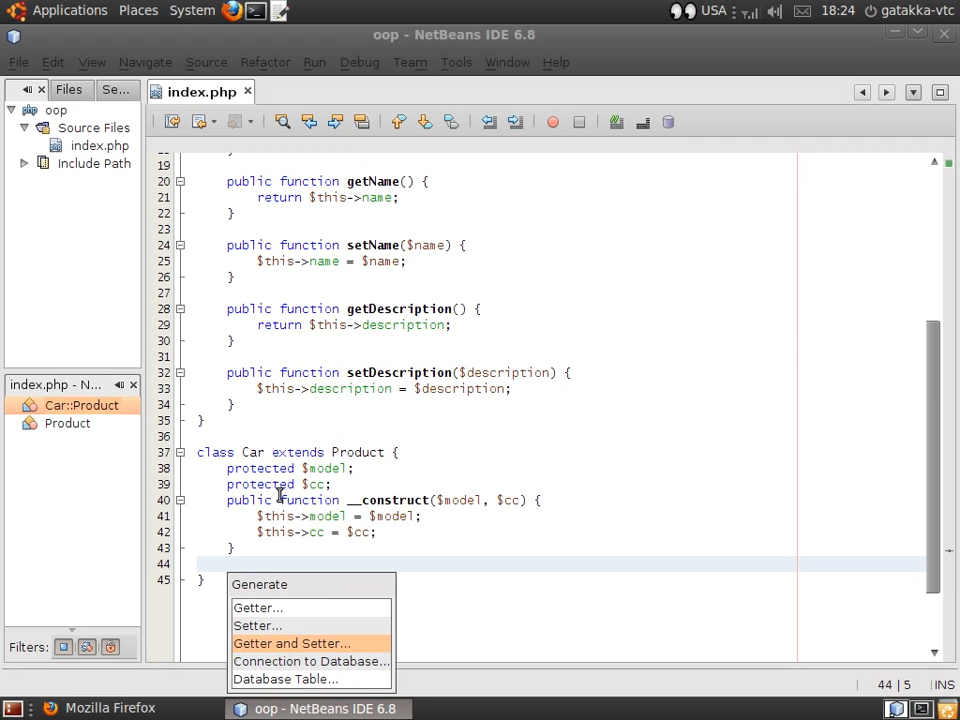 Applications Places System USA 18:24 gatakka-vtc
oop - NetBeans IDE 6.8
File Edit View Navigate Source Refactor Run Debug Team Tools Window Help
Files Se...
index.php
oop
Source Files
index.php
Include Path
index.php - N...
Car::Product
Product
Filters:
19
20 public function getName() {
21 return $this->name;
22 }
23
24 public function setName($name) {
25 $this->name = $name;
26 }
27
28 public function getDescription() {
29 return $this->description;
30 }
31
32 public function setDescription($description) {
33 $this->description = $description;
34 }
35 }
36
37 class Car extends Product {
38 protected $model;
39 protected $cc;
40 public function __construct($model, $cc) {
41 $this->model = $model;
42 $this->cc = $cc;
43 }
44
45 }
Generate
Getter...
Setter...
Getter and Setter...
Connection to Database...
Database Table...
44 | 5 INS
Mozilla Firefox oop - NetBeans IDE 6.8